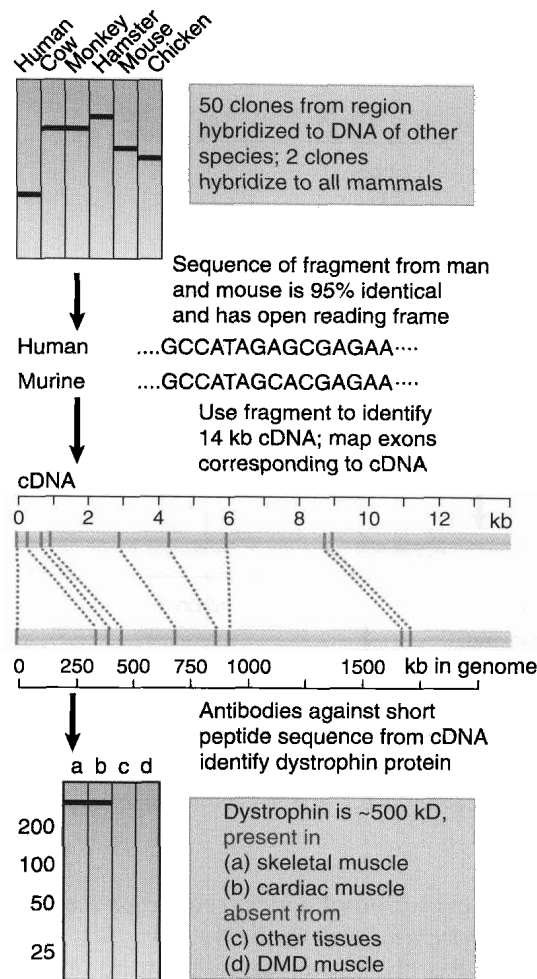 Human
Cow
Monkey
Hamster
Mouse
Chicken
50 clones from region
hybridized to DNA of other
species; 2 clones
hybridize to all mammals
Sequence of fragment from man
and mouse is 95% identical
and has open reading frame
Human ....GCCATAGAGCGAGAA....
Murine ....GCCATAGCACGAGAA....
Use fragment to identify
14 kb cDNA; map exons
corresponding to cDNA
cDNA
0 2 4 6 8 10 12 kb
0 250 500 750 1000 1500 kb in genome
Antibodies against short
peptide sequence from cDNA
identify dystrophin protein
a b c d
200
100
50
25
Dystrophin is ~500 kD,
present in
(a) skeletal muscle
(b) cardiac muscle
absent from
(c) other tissues
(d) DMD muscle